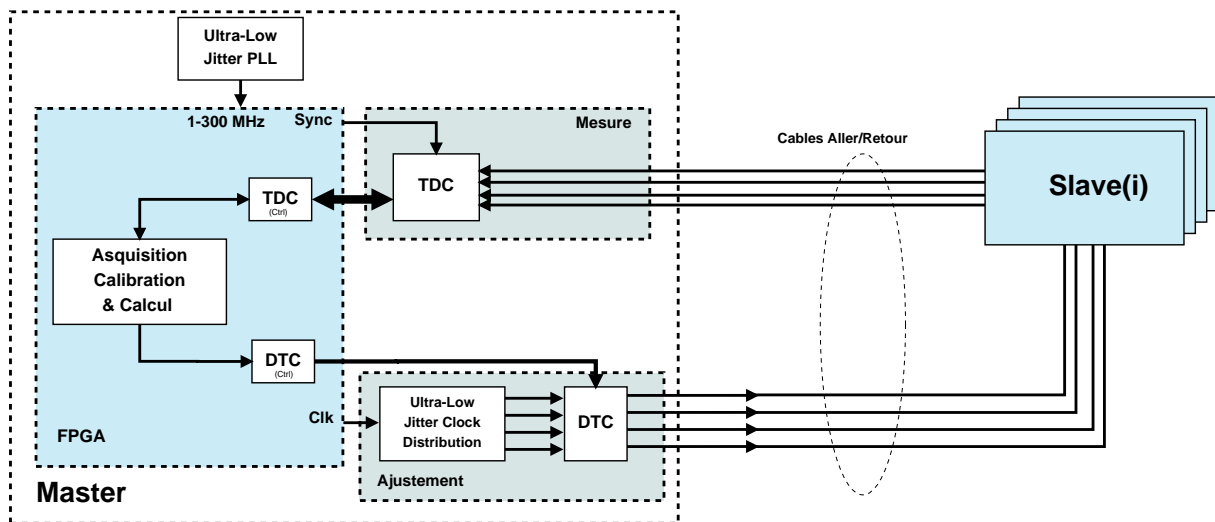 Ultra-Low
Jitter PLL
1-300 MHz
Sync
Mesure
Cables Aller/Retour
TDC
(Ctrl)
TDC
Slave(i)
Asquisition
Calibration
& Calcul
DTC
(Ctrl)
Clk
Ultra-Low
Jitter Clock
Distribution
DTC
FPGA
Ajustement
Master